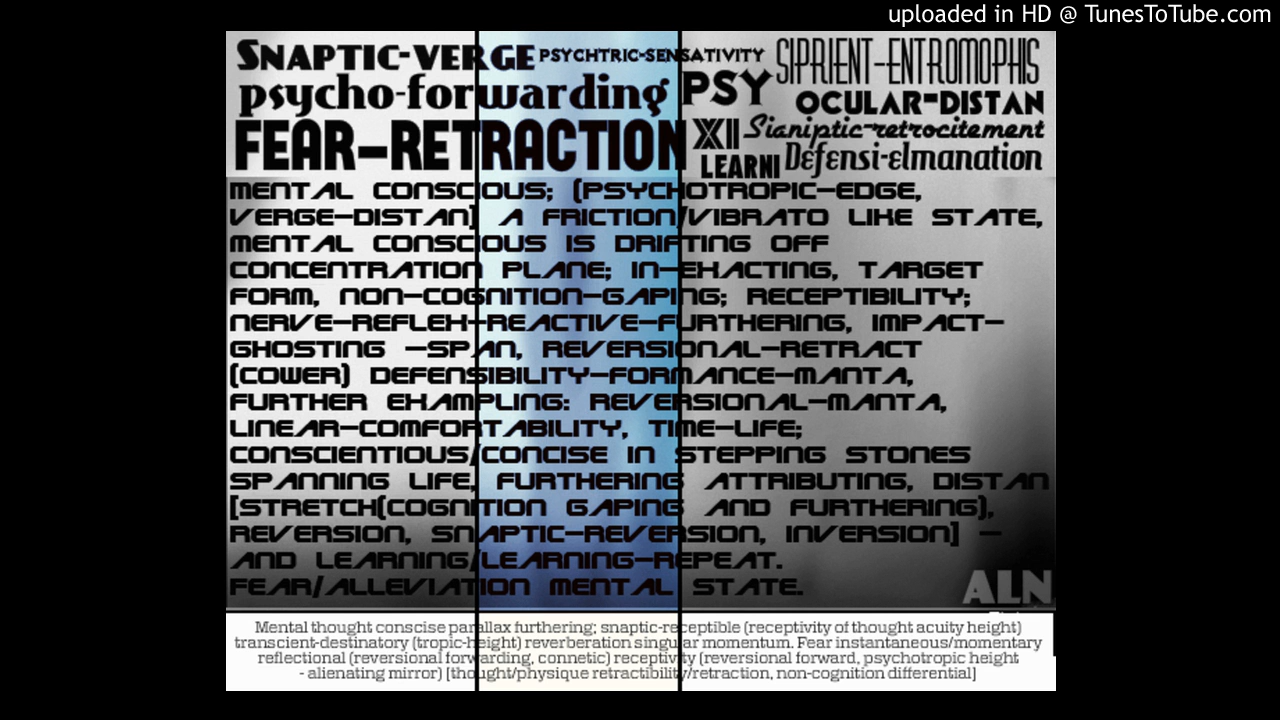 uploaded in HD @ TunesToTube.com
SNAPTIC-VERGE
PSYCHTRIC-SENSATIVITY
SIPRIENT-ENTROMOPHIS
psycho-forwarding
PSY
OCULAR-DISTAN
FEAR-RETRACTION
XII
Sianiptic-retrocitement
LEARNI
Defensi-elmanation
MENTAL CONSCIOUS; (PSYCHOTROPIC-EDGE,
VERGE-DISTAN] A FRICTION/VIBRATO LIKE STATE,
MENTAL CONSCIOUS IS DRIFTING OFF
CONCENTRATION PLANE; IN-EXACTING, TARGET
FORM, NON-COGNITION-GAPING; RECEPTIBILITY;
NERVE-REFLEX-REACTIVE-FURTHERING, IMPACT-
GHOSTING -SPAN, REVERSIONAL-RETRACT
(COWER) DEFENSIBILITY-FORMANCE-MANTA,
FURTHER EXAMPLING: REVERSIONAL-MANTA,
LINEAR-COMFORTABILITY, TIME-LIFE;
CONSCIENTIOUS/CONCISE IN STEPPING STONES
SPANNING LIFE, FURTHERING ATTRIBUTING, DISTAN
[STRETCH(COGNITION GAPING AND FURTHERING),
REVERSION, SNAPTIC-REVERSION, INVERSION] -
AND LEARNING/LEARNING-REPEAT.
FEAR/ALLEVIATION MENTAL STATE.
ALN
Mental thought conscise parallax furthering; snaptic-receptible (receptivity of thought acuity height)
transcient-destinatory (tropic-height) reverberation singular momentum. Fear instantaneous/momentary
reflectional (reversional forwarding, connetic) receptivity (reversional forward, psychotropic height
- alienating mirror) [thought/physique retractibility/retraction, non-cognition differential]